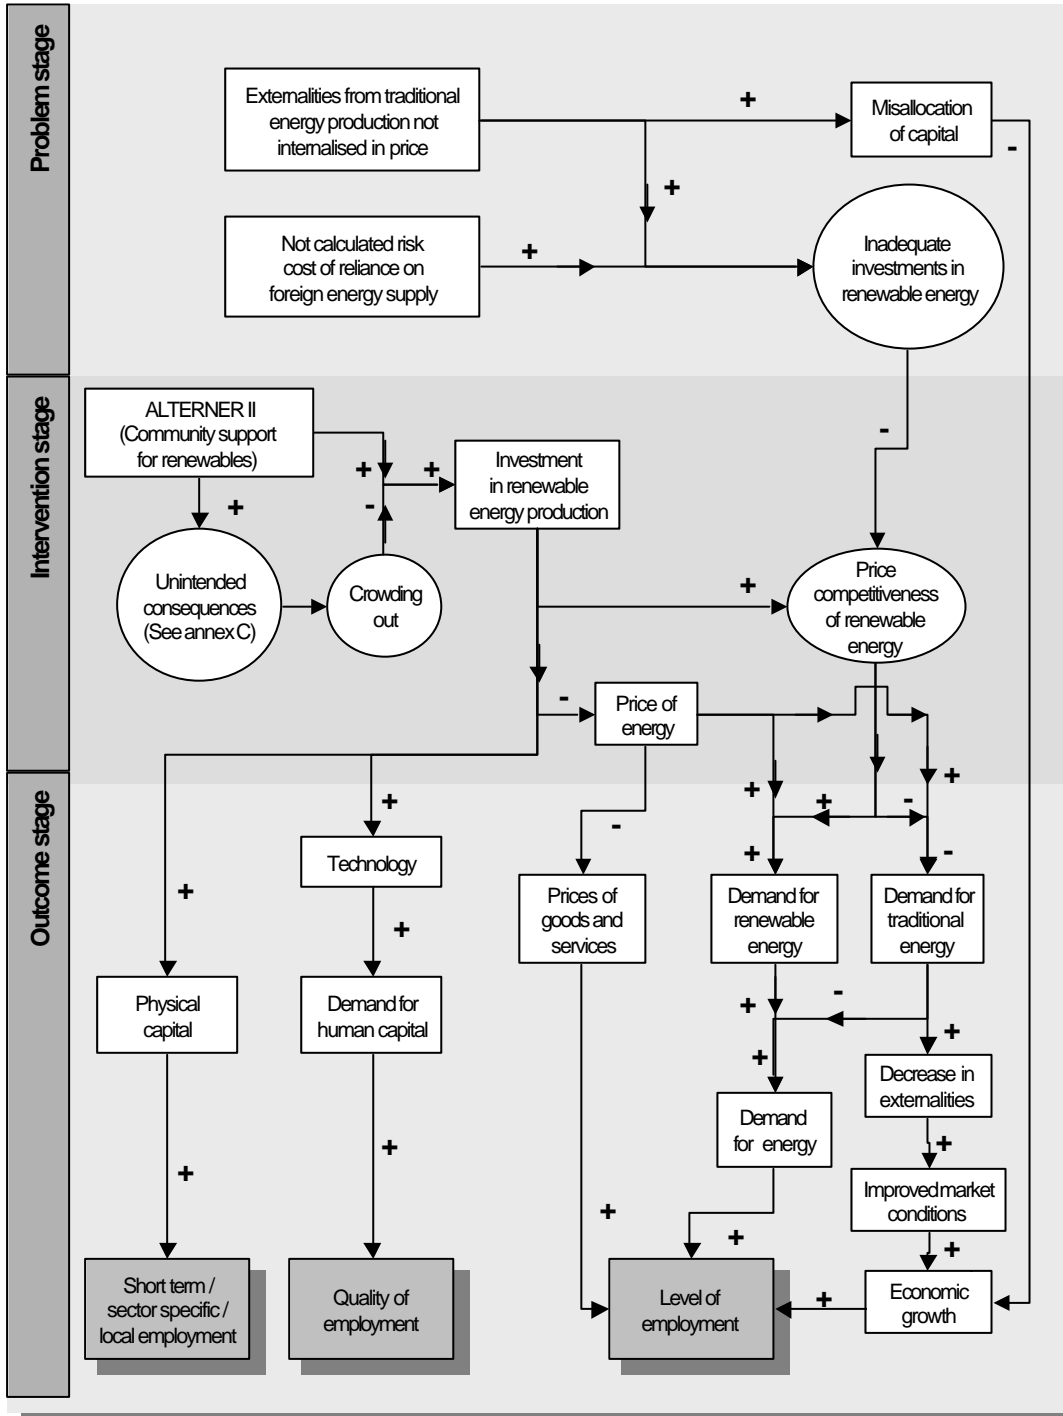 Problem stage
Externalities from traditional
energy production not
internalised in price
+
Misallocation
of capital
-
+
Not calculated risk
cost of reliance on
foreign energy supply
+
Inadequate
investments in
renewable energy
Intervention stage
ALTERNER II
(Community support
for renewables)
-
+
+
Investment
in renewable
energy production
+
-
Unintended
consequences
(See annex C)
Crowding
out
+
Price
competitiveness
of renewable
energy
-
Price of
energy
Outcome stage
+
+
+
-
+
-
Technology
+
-
+
+
Prices of
goods and
services
Demand for
renewable
energy
Demand for
traditional
energy
Physical
capital
Demand for
human capital
+
-
+
+
Decrease in
externalities
Demand
for energy
+
+
+
Improved market
conditions
+
+
+
Short term /
sector specific /
local employment
Quality of
employment
Level of
employment
+
Economic
growth